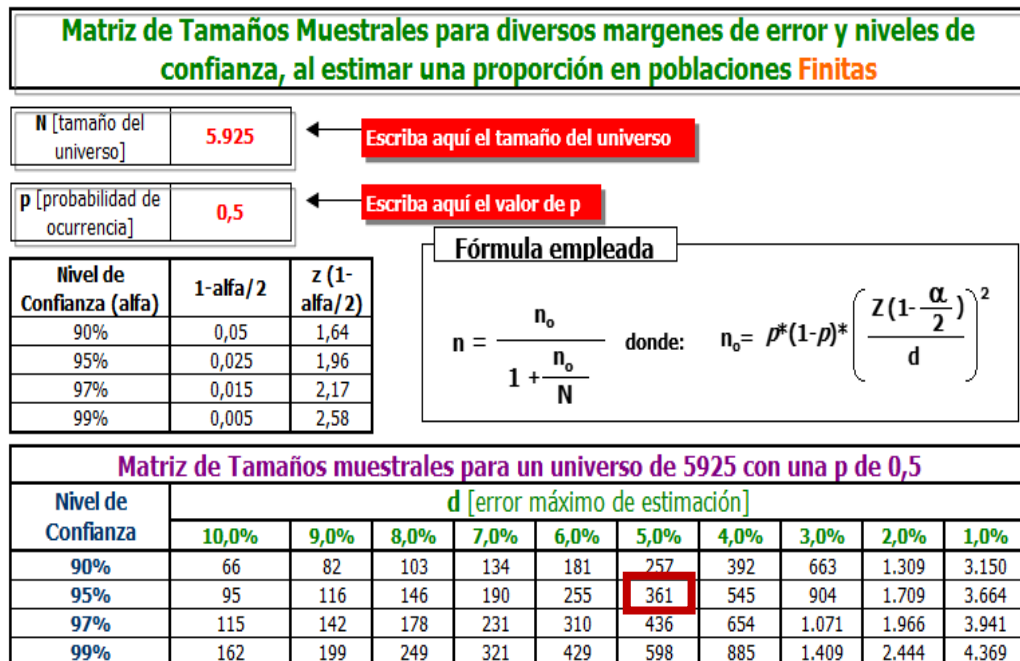 Matriz de Tamaños Muestrales para diversos margenes de error y niveles de
confianza, al estimar una proporción en poblaciones Finitas
N [tamaño del
universo]
5.925
Escriba aquí el tamaño del universo
p [probabilidad de
ocurrencia]
0,5
Escriba aquí el valor de p
Nivel de
Confianza (alfa)
1-alfa/2
z (1-
alfa/2)
90% 0,05 1,64
95% 0,025 1,96
97% 0,015 2,17
99% 0,005 2,58
Fórmula empleada
n = n₀ / (1 + n₀/N) donde: n₀= p*(1-p)* (Z(1-α/2) / d)²
Matriz de Tamaños muestrales para un universo de 5925 con una p de 0,5
Nivel de
Confianza
d [error máximo de estimación]
10,0% 9,0% 8,0% 7,0% 6,0% 5,0% 4,0% 3,0% 2,0% 1,0%
90% 66 82 103 134 181 257 392 663 1.309 3.150
95% 95 116 146 190 255 361 545 904 1.709 3.664
97% 115 142 178 231 310 436 654 1.071 1.966 3.941
99% 162 199 249 321 429 598 885 1.409 2.444 4.369